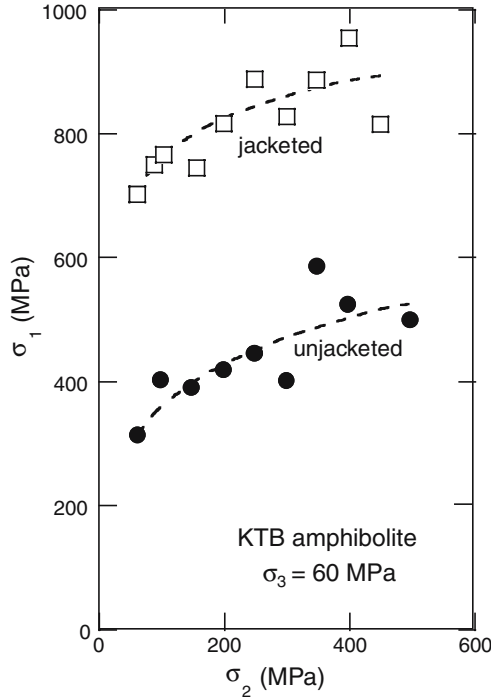 1000
800
600
400
200
0
σ1 (MPa)
jacketed
unjacketed
KTB amphibolite
σ3 = 60 MPa
0 200 400 600
σ2 (MPa)